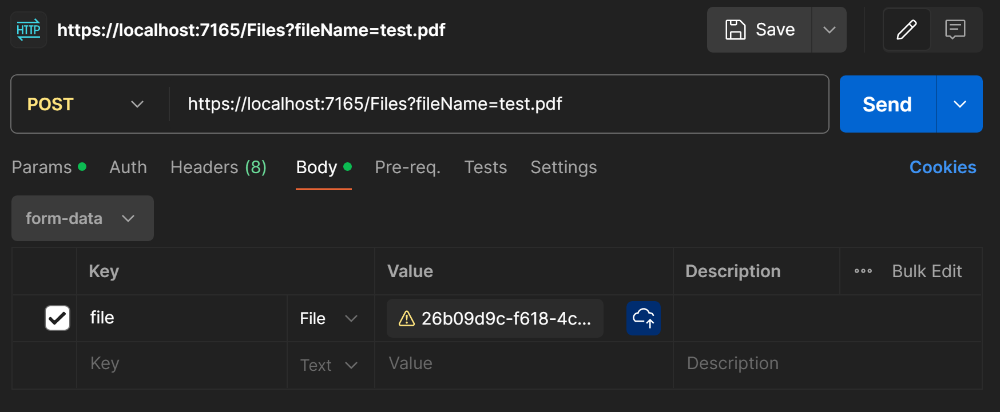 HTTP https://localhost:7165/Files?fileName=test.pdf Save
POST https://localhost:7165/Files?fileName=test.pdf Send
Params Auth Headers (8) Body Pre-req. Tests Settings Cookies
form-data
Key Value Description Bulk Edit
file File 26b09d9c-f618-4c...
Key Text Value Description